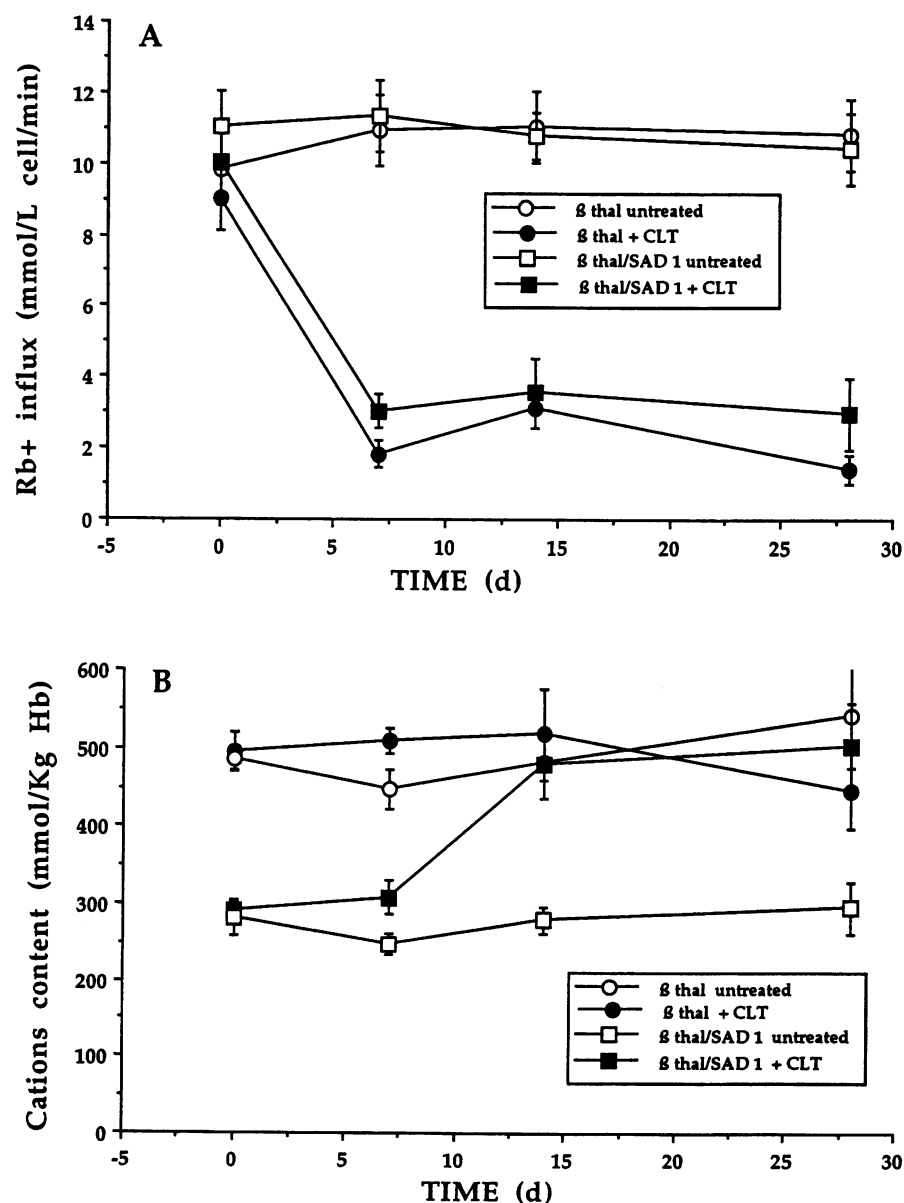 A
14
12
10
8
6
4
2
0
Rb+ influx (mmol/L cell/min)
ß thal untreated
ß thal + CLT
ß thal/SAD 1 untreated
ß thal/SAD 1 + CLT
-5 0 5 10 15 20 25 30
TIME (d)
B
600
500
400
300
200
100
0
Cations content (mmol/Kg Hb)
ß thal untreated
ß thal + CLT
ß thal/SAD 1 untreated
ß thal/SAD 1 + CLT
-5 0 5 10 15 20 25 30
TIME (d)